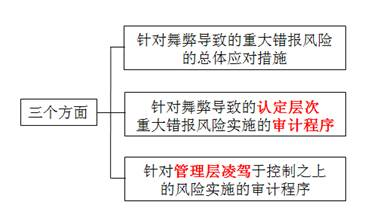 针对舞弊导致的重大错报风险
的总体应对措施
三个方面
针对舞弊导致的认定层次
重大错报风险实施的审计程序
针对管理层凌驾于控制之上
的风险实施的审计程序